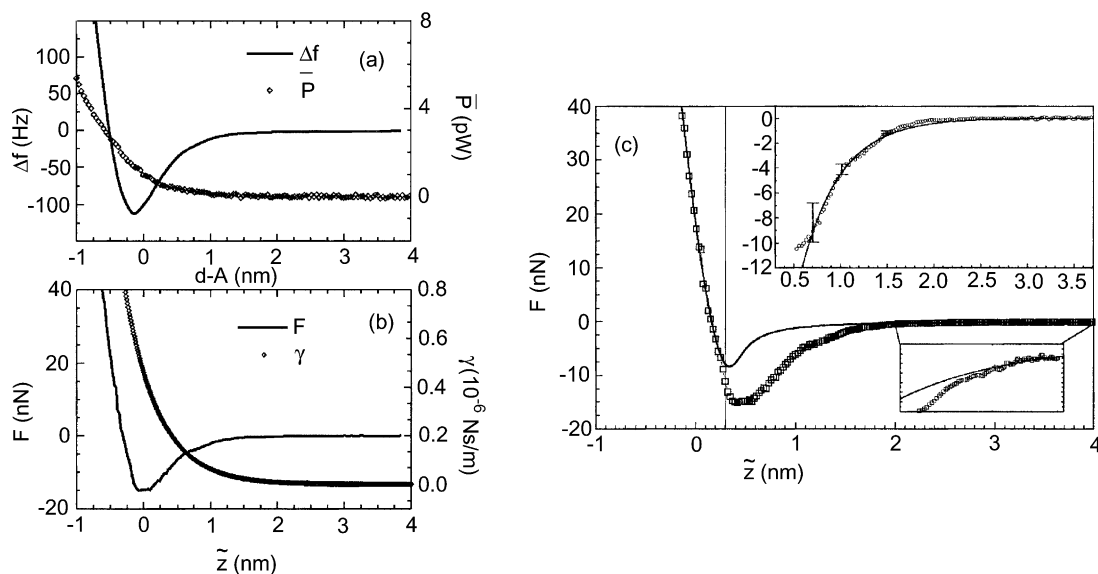 (a)
Δf
P̅
Δf (Hz)
100
50
0
-50
-100
8
4
0
P̅ (pW)
-1 0 1 2 3 4
d-A (nm)
(b)
F
γ
F (nN)
40
20
0
-20
0.8
0.6
0.4
0.2
0.0
γ (10⁻⁶ Ns/m)
-1 0 1 2 3 4
z̃ (nm)
(c)
F (nN)
40
30
20
10
0
-10
-20
-1 0 1 2 3 4
z̃ (nm)
0
-2
-4
-6
-8
-10
-12
0.5 1.0 1.5 2.0 2.5 3.0 3.5